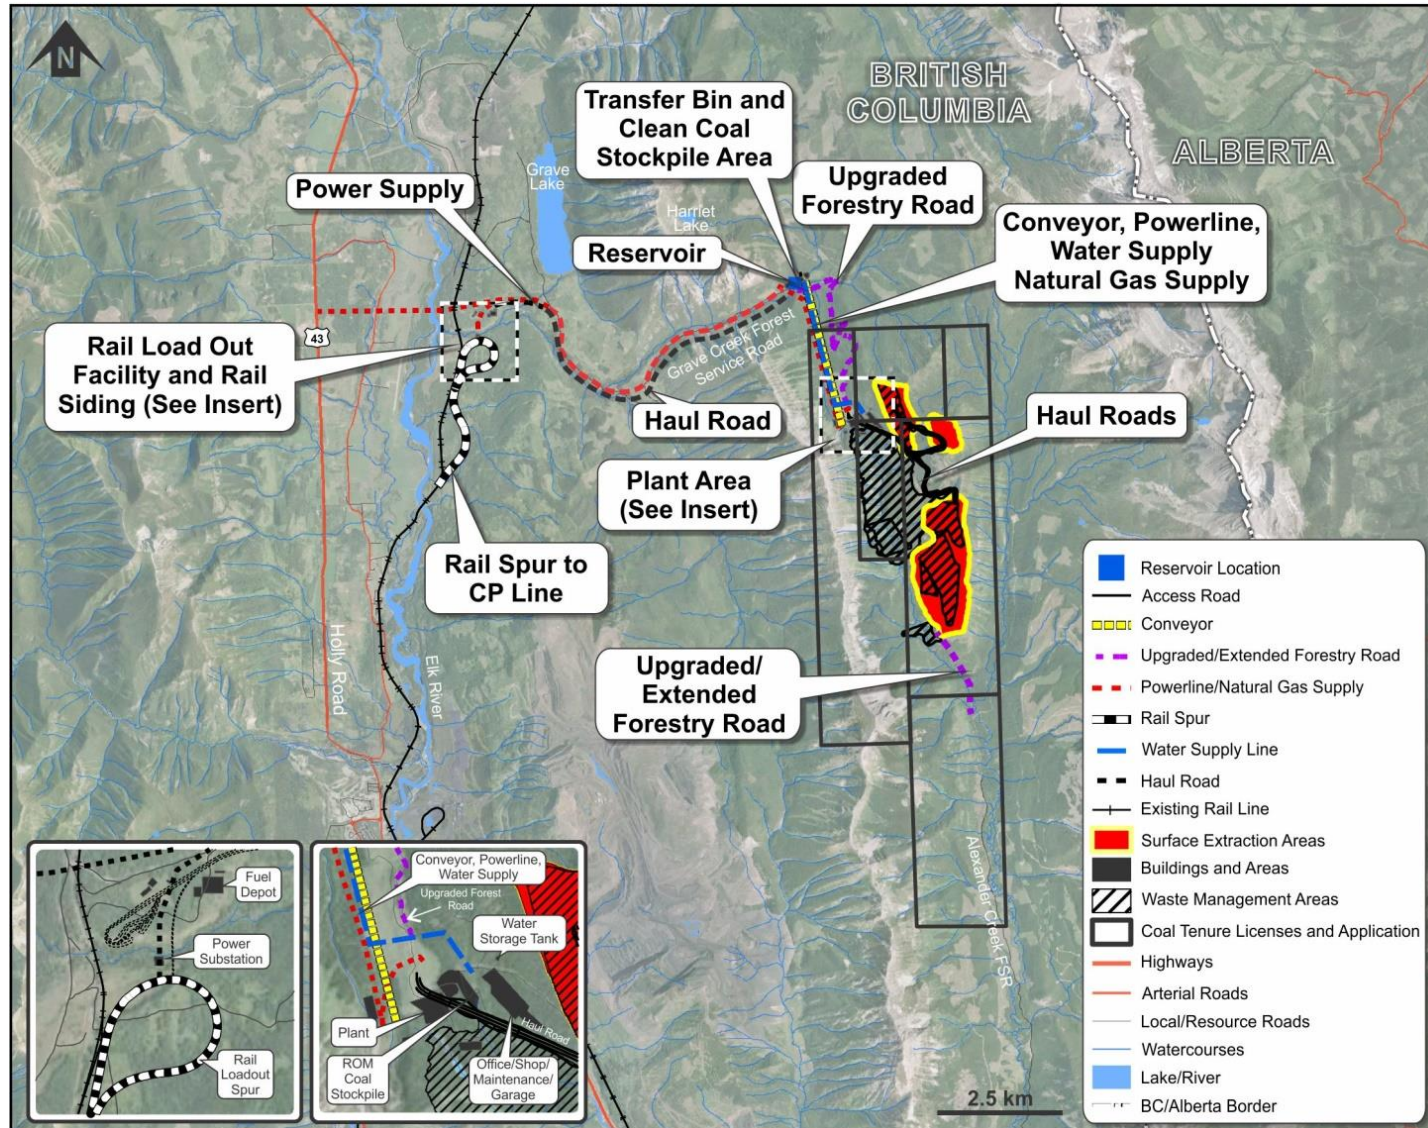 N
BRITISH
COLUMBIA
ALBERTA
Transfer Bin and
Clean Coal
Stockpile Area
Upgraded
Forestry Road
Power Supply
Grave
Lake
Harriet
Lake
Reservoir
Conveyor, Powerline,
Water Supply
Natural Gas Supply
43
Rail Load Out
Facility and Rail
Siding (See Insert)
Grave Creek Forest
Service Road
Haul Road
Haul Roads
Plant Area
(See Insert)
Rail Spur to
CP Line
Holly Road
Elk River
Upgraded/
Extended
Forestry Road
Alexander Creek FSR
Reservoir Location
Access Road
Conveyor
Upgraded/Extended Forestry Road
Powerline/Natural Gas Supply
Rail Spur
Water Supply Line
Haul Road
Existing Rail Line
Surface Extraction Areas
Buildings and Areas
Waste Management Areas
Coal Tenure Licenses and Application
Highways
Arterial Roads
Local/Resource Roads
Watercourses
Lake/River
BC/Alberta Border
2.5 km
Fuel
Depot
Power
Substation
Rail
Loadout
Spur
Conveyor, Powerline,
Water Supply
Upgraded Forest
Road
Water
Storage Tank
Plant
ROM
Coal
Stockpile
Office/Shop/
Maintenance/
Garage
Haul Road